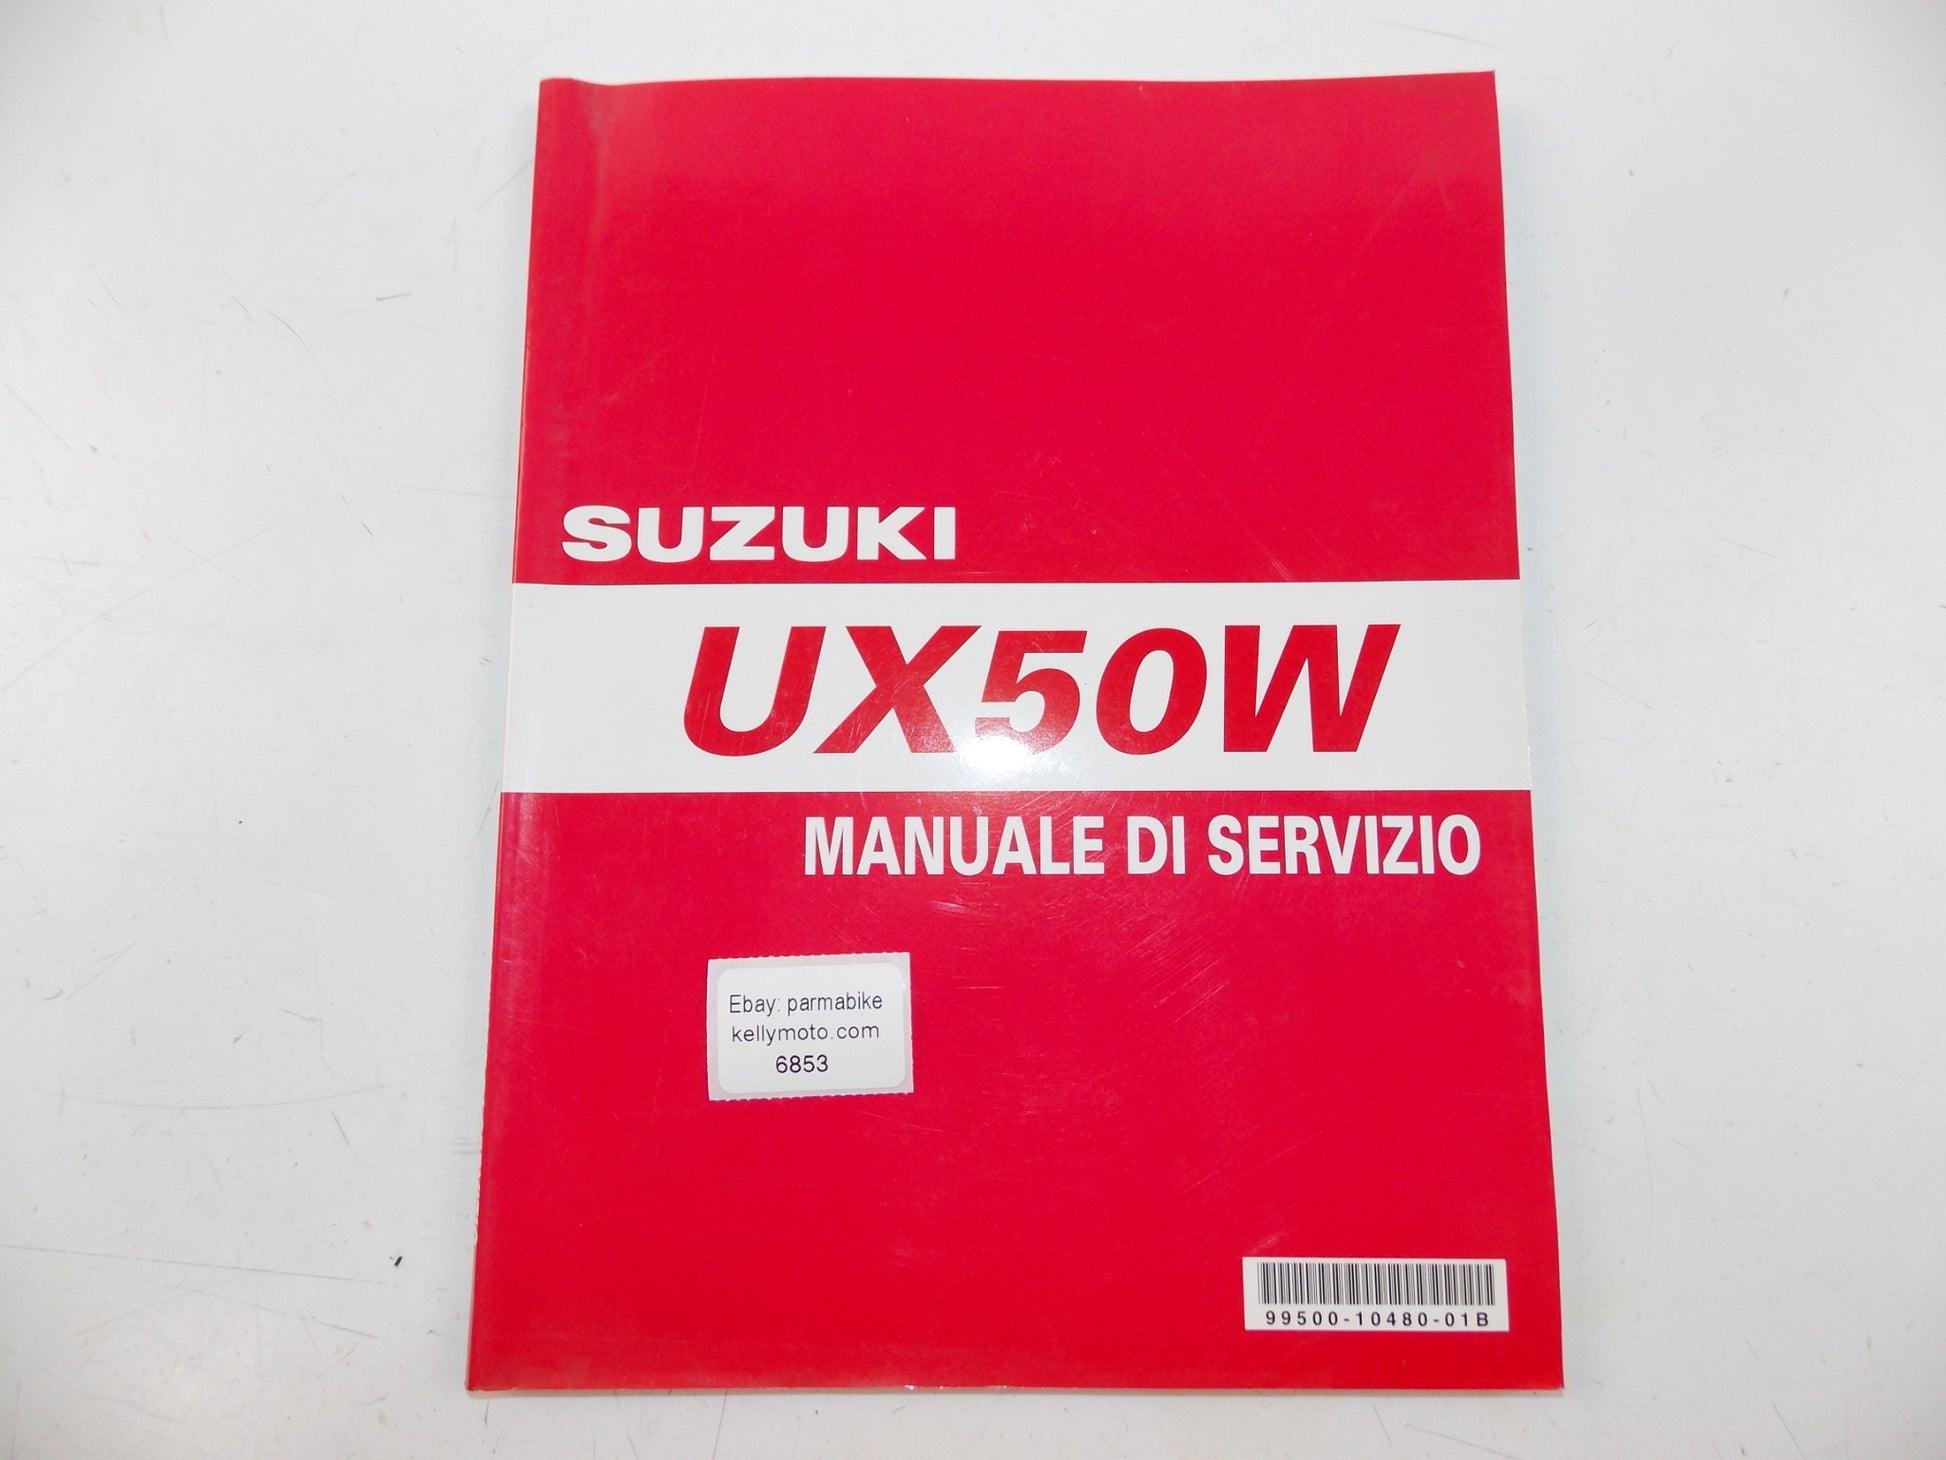 SUZUKI
UX50W
MANUALE DI SERVIZIO
Ebay: parmabike
kellymoto.com
6853
99500-10480-01B